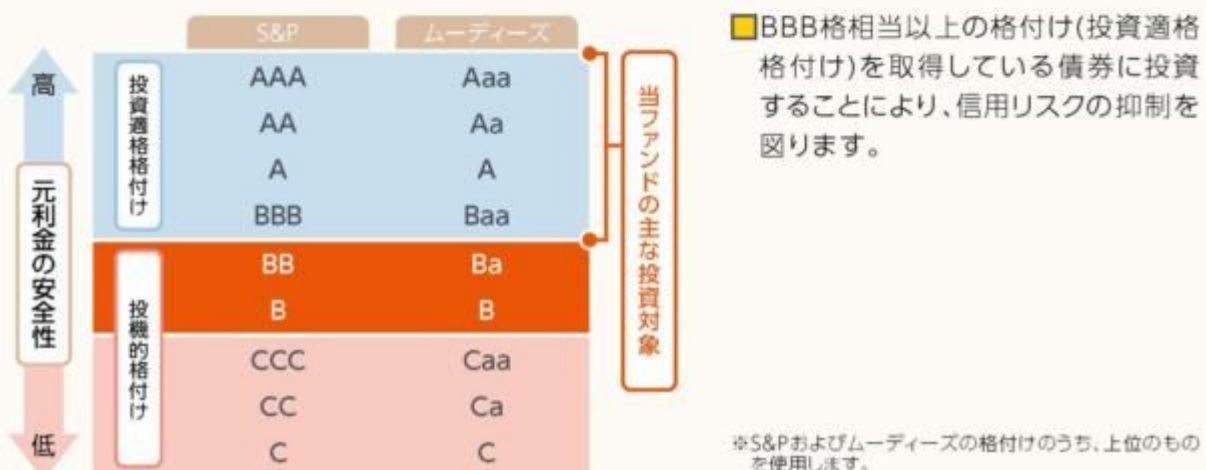 S&P ムーディーズ
高
元利金の安全性
低
投資適格格付け
AAA Aaa
AA Aa
A A
BBB Baa
投機的格付け
BB Ba
B B
CCC Caa
CC Ca
C C
当ファンドの主な投資対象
BBB格相当以上の格付け(投資適格
格付け)を取得している債券に投資
することにより、信用リスクの抑制を
図ります。
※S&Pおよびムーディーズの格付けのうち、上位のもの
を使用します。